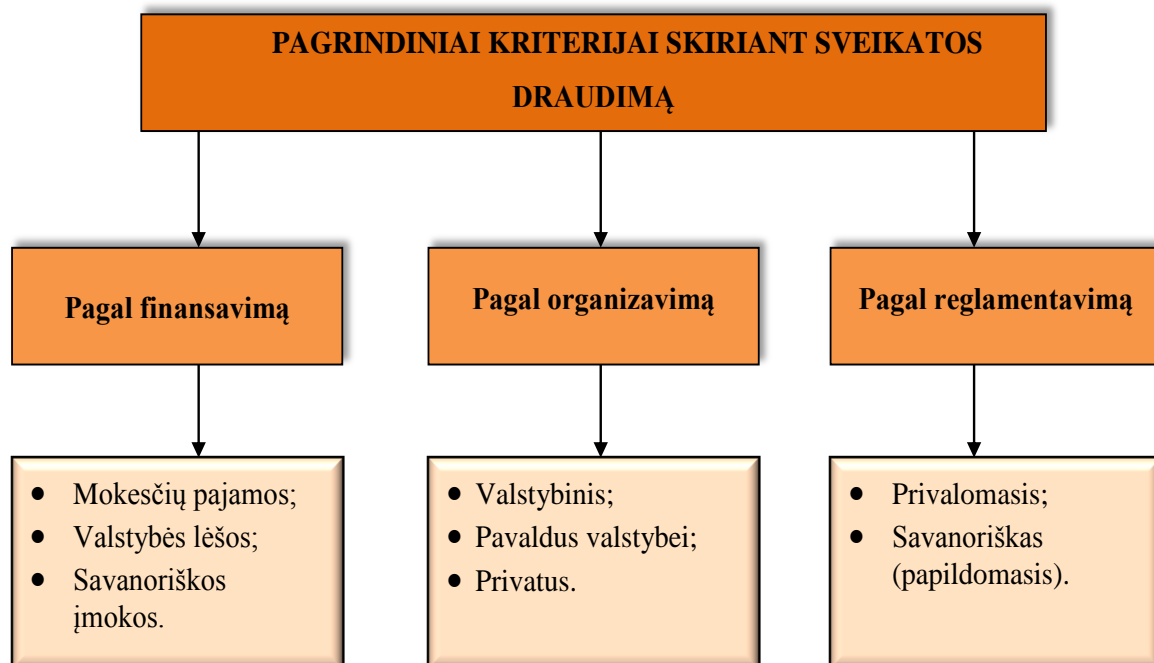 PAGRINDINIAI KRITERIJAI SKIRIANT SVEIKATOS
DRAUDIMĄ
Pagal finansavimą
Pagal organizavimą
Pagal reglamentavimą
• Mokesčių pajamos;
• Valstybės lėšos;
• Savanoriškos
įmokos.
• Valstybinis;
• Pavaldus valstybei;
• Privatus.
• Privalomasis;
• Savanoriškas
(papildomasis).